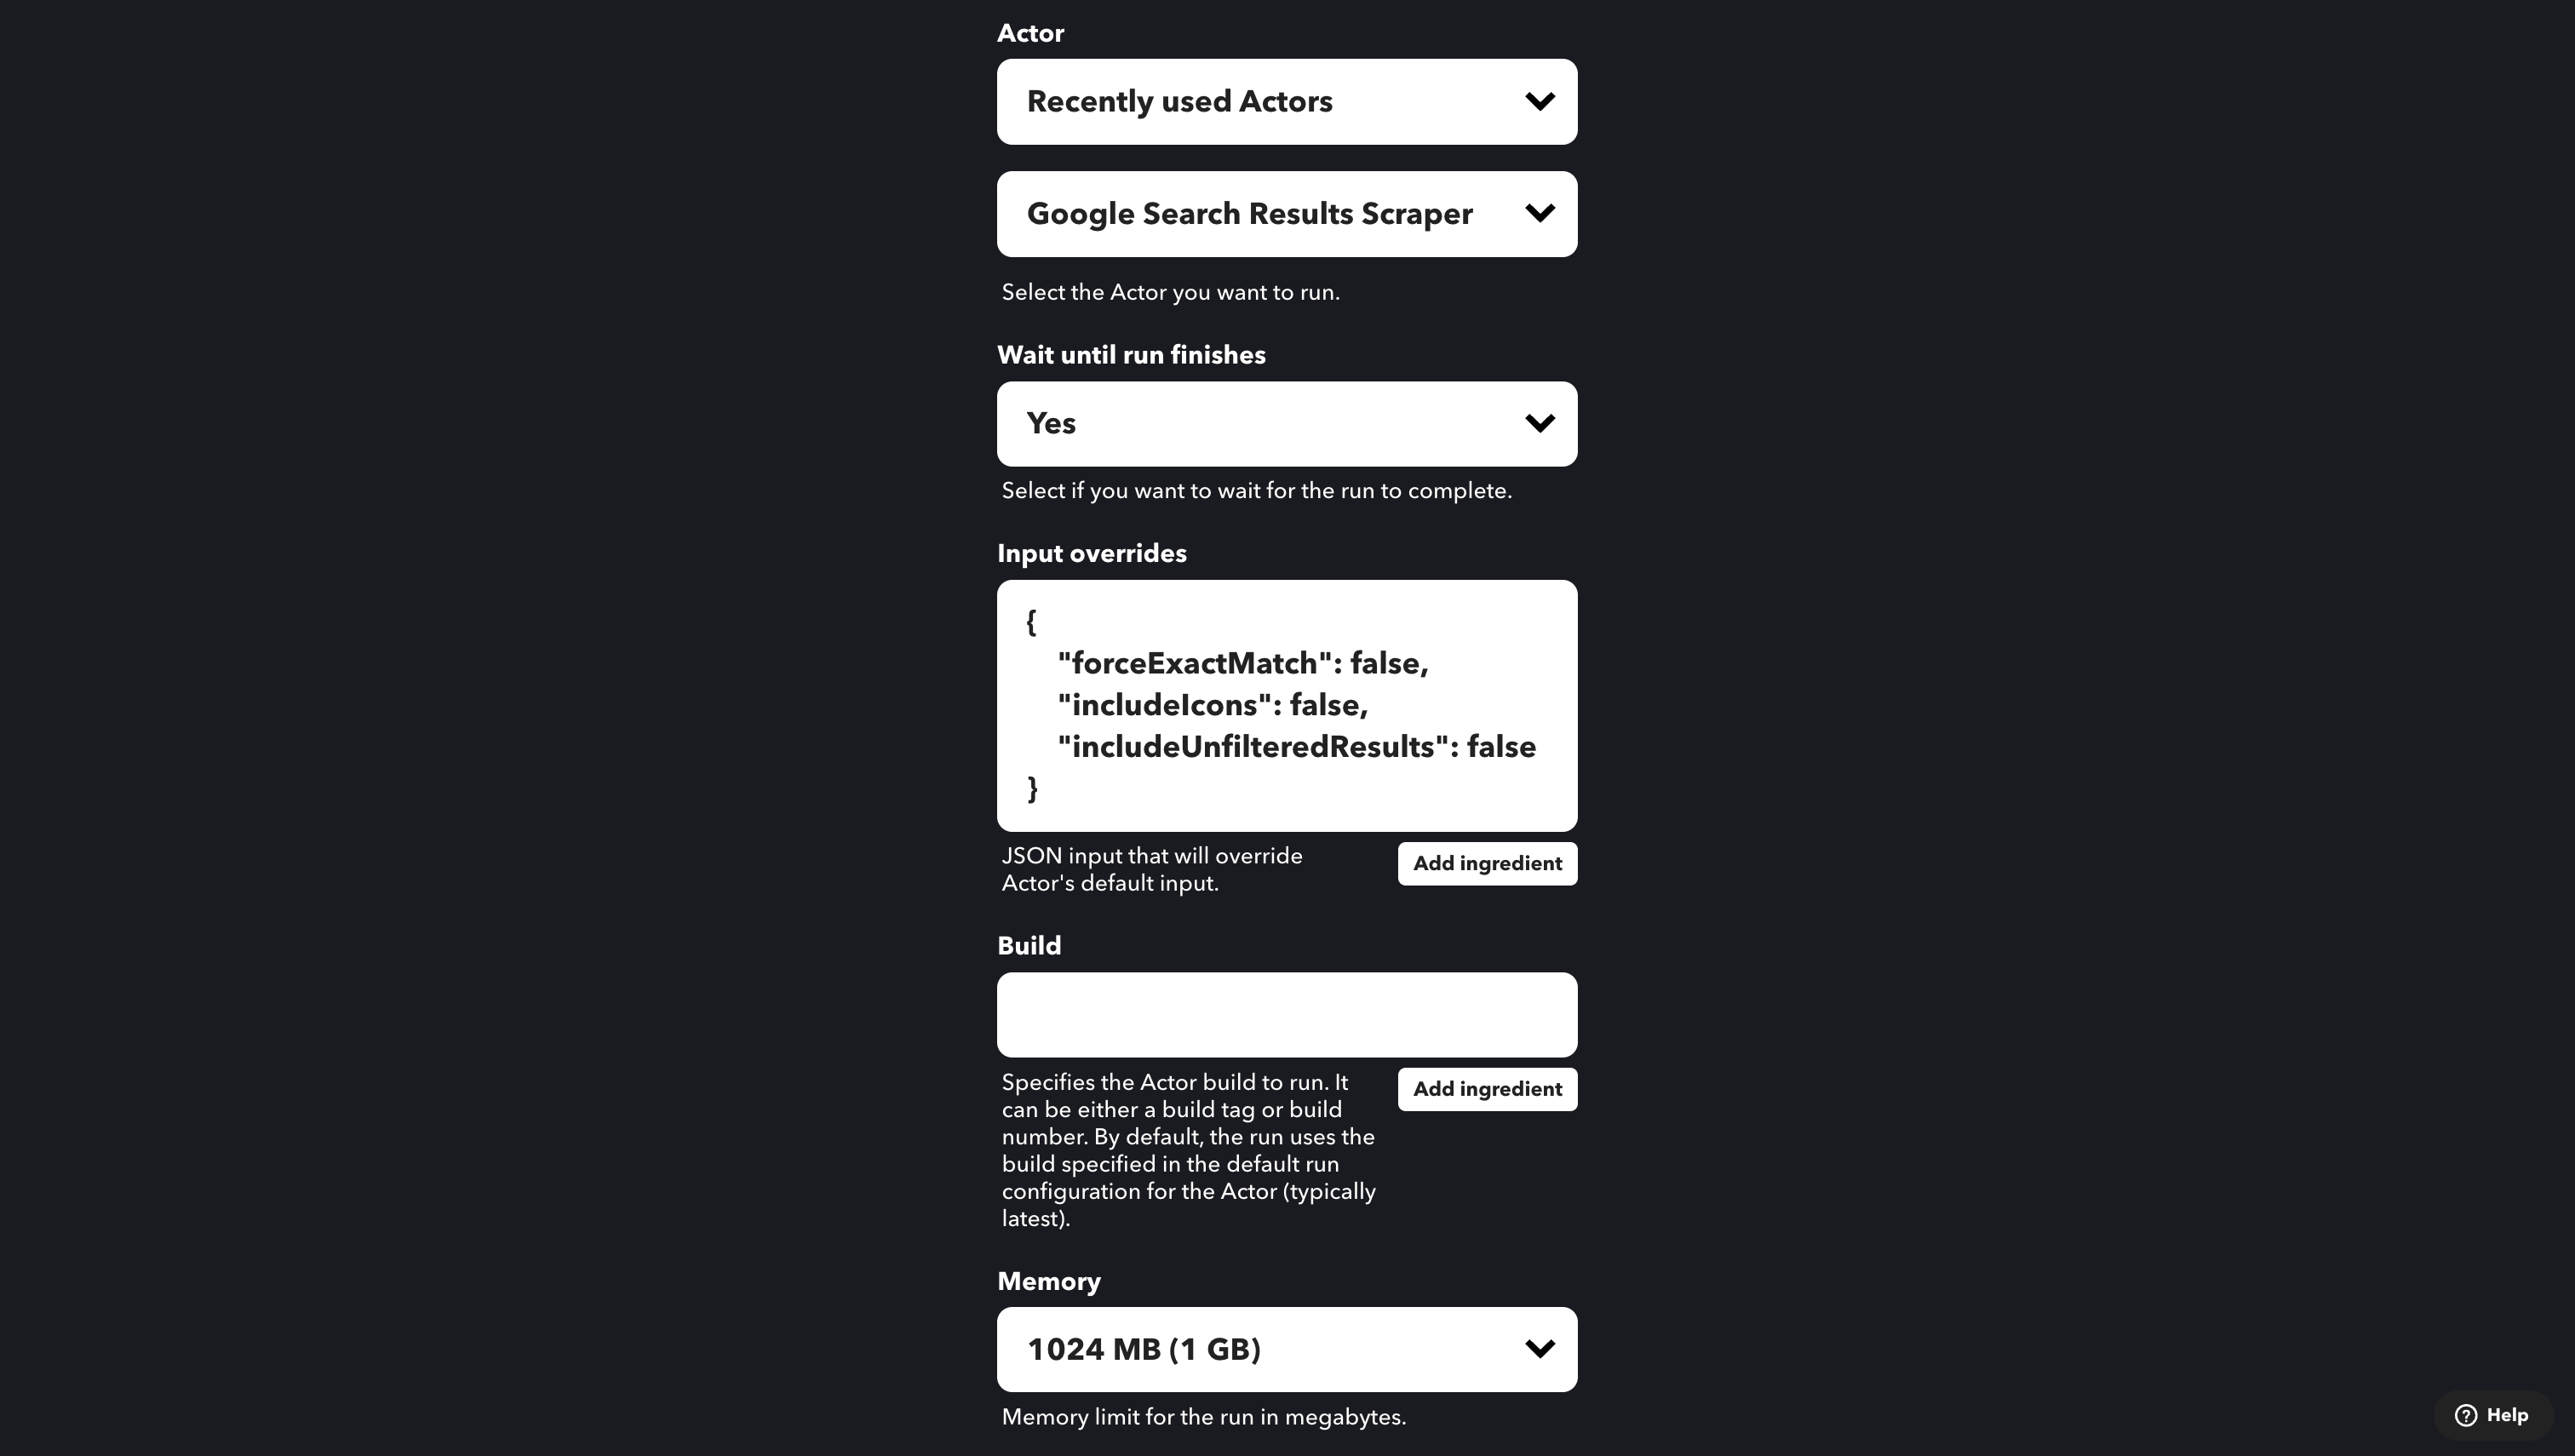 Actor
Recently used Actors
Google Search Results Scraper
Select the Actor you want to run.
Wait until run finishes
Yes
Select if you want to wait for the run to complete.
Input overrides
{
"forceExactMatch": false,
"includeIcons": false,
"includeUnfilteredResults": false
}
JSON input that will override
Actor's default input.
Add ingredient
Build
Specifies the Actor build to run. It
can be either a build tag or build
number. By default, the run uses the
build specified in the default run
configuration for the Actor (typically
latest).
Add ingredient
Memory
1024 MB (1 GB)
Memory limit for the run in megabytes.
Help